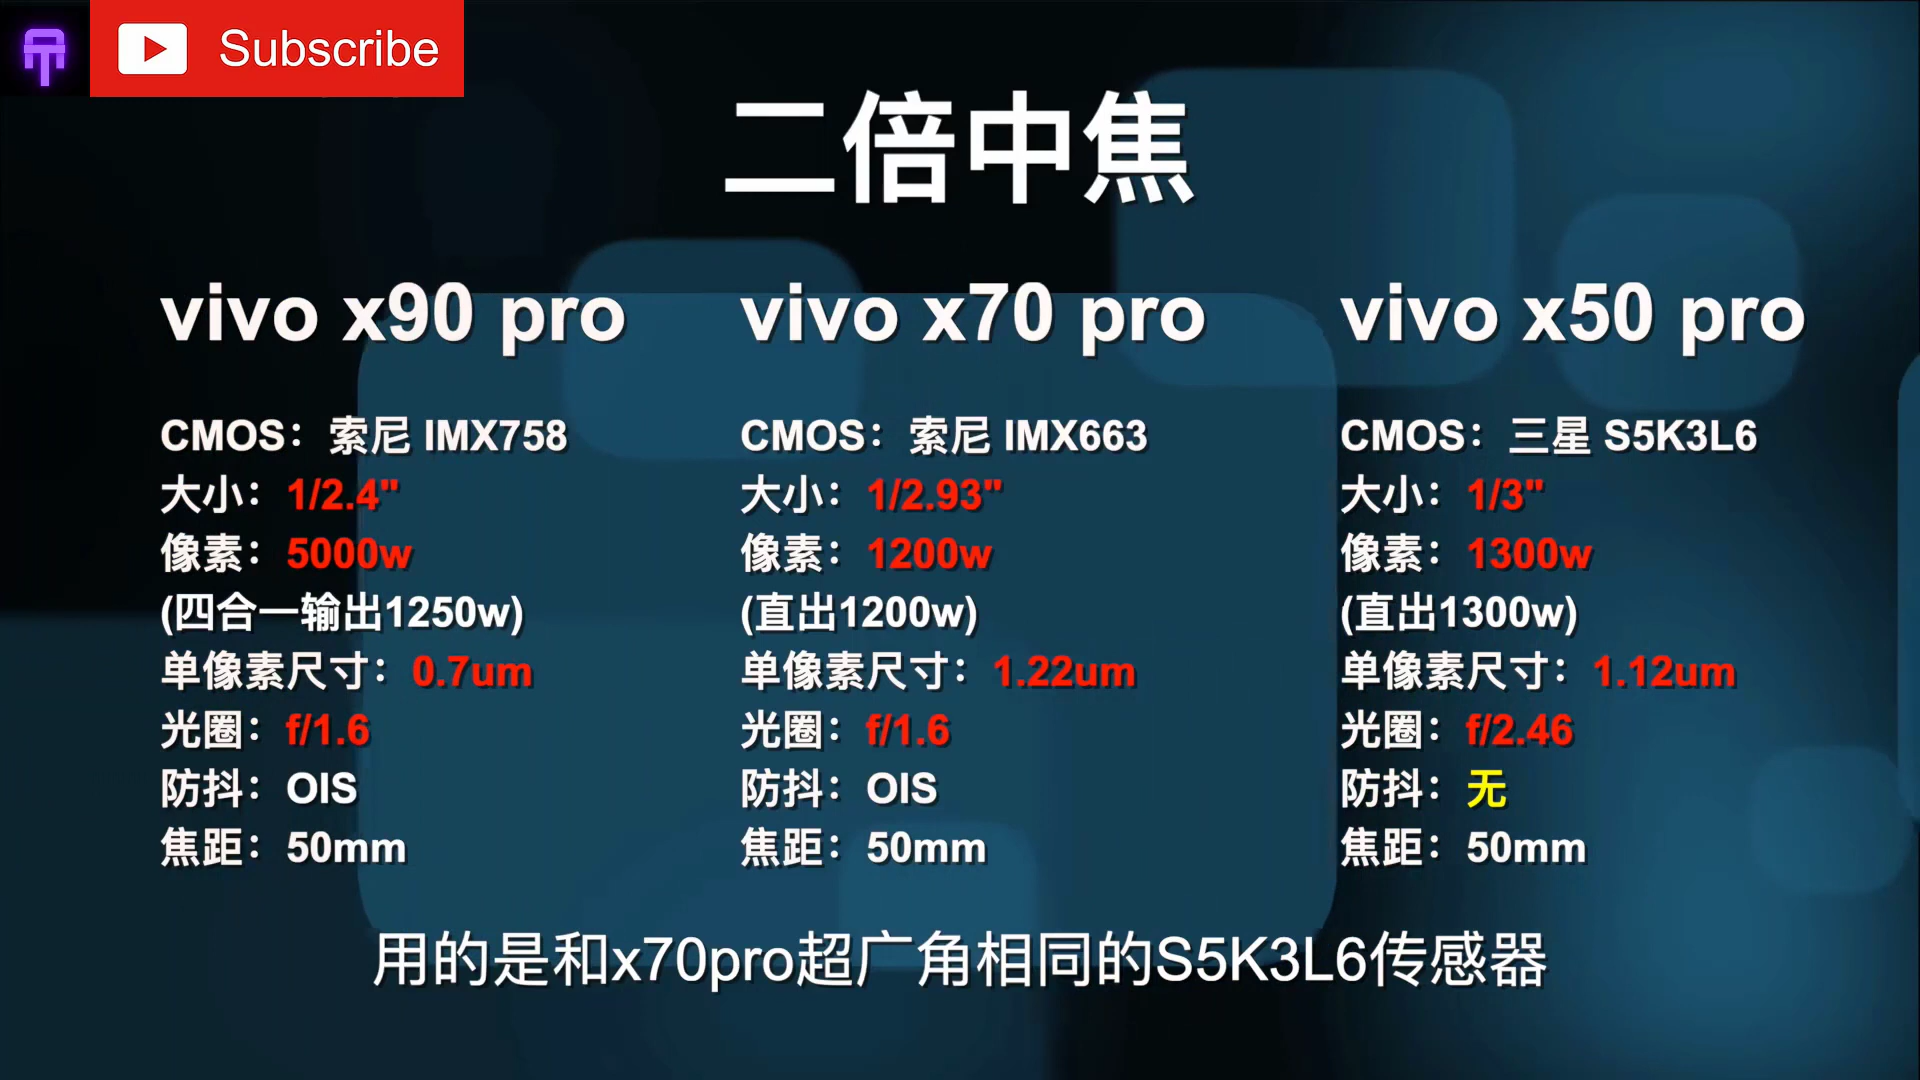 Subscribe
二倍中焦
vivo x90 pro
CMOS：索尼 IMX758
大小：1/2.4"
像素：5000w
(四合一输出1250w)
单像素尺寸：0.7um
光圈：f/1.6
防抖：OIS
焦距：50mm
vivo x70 pro
CMOS：索尼 IMX663
大小：1/2.93"
像素：1200w
(直出1200w)
单像素尺寸：1.22um
光圈：f/1.6
防抖：OIS
焦距：50mm
vivo x50 pro
CMOS：三星 S5K3L6
大小：1/3"
像素：1300w
(直出1300w)
单像素尺寸：1.12um
光圈：f/2.46
防抖：无
焦距：50mm
用的是和x70pro超广角相同的S5K3L6传感器